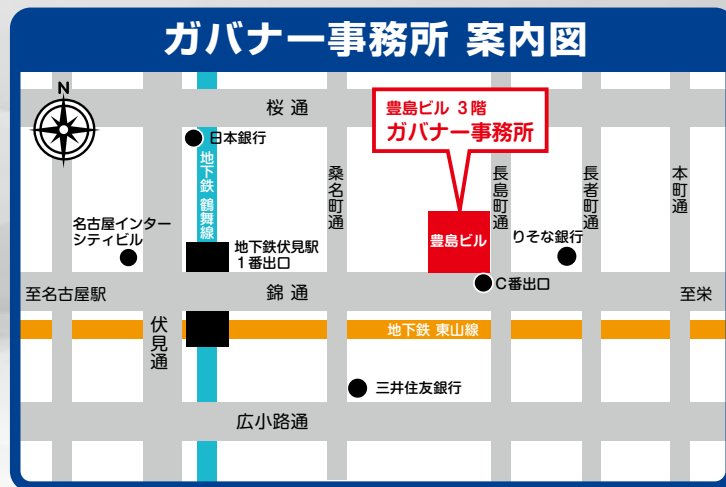 ガバナー事務所 案内図
N
桜通
豊島ビル 3階
ガバナー事務所
日本銀行
地下鉄 鶴舞線
桑名町通
長島町通
長者町通
本町通
名古屋インター
シティビル
地下鉄伏見駅
1番出口
豊島ビル
りそな銀行
C番出口
至名古屋駅
錦通
至栄
伏見通
地下鉄 東山線
三井住友銀行
広小路通